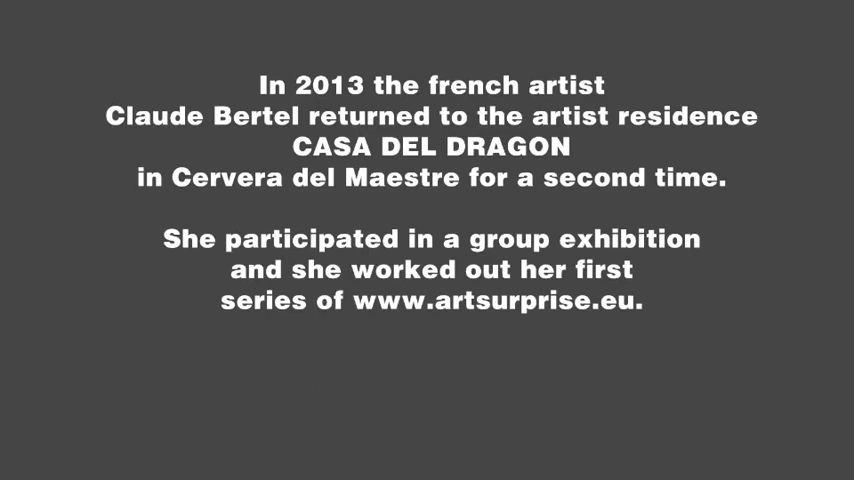 In 2013 the french artist
Claude Bertel returned to the artist residence
CASA DEL DRAGON
in Cervera del Maestre for a second time.
She participated in a group exhibition
and she worked out her first
series of www.artsurprise.eu.